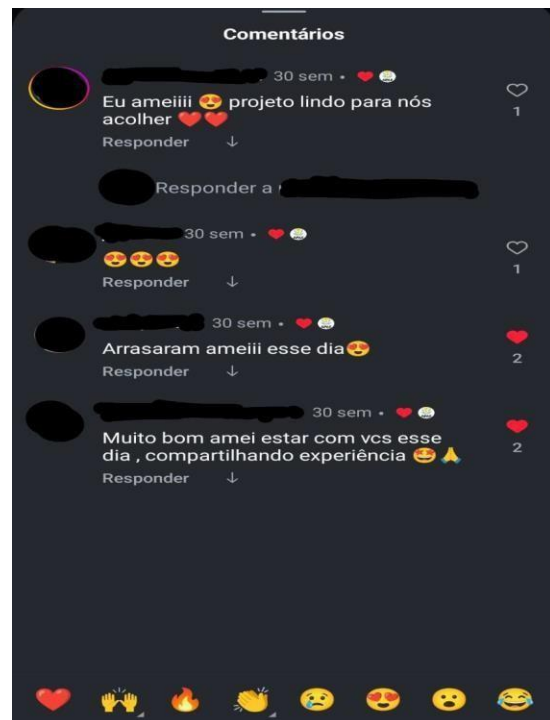 Comentários
30 sem •
Eu ameiiii 😍 projeto lindo para nós
acolher ❤️❤️
1
Responder ↓
Responder a
30 sem •
😍😍😍
1
Responder ↓
30 sem •
Arrasaram ameiii esse dia😍
2
Responder ↓
30 sem •
Muito bom amei estar com vcs esse
dia , compartilhando experiência 🤩🙏
2
Responder ↓